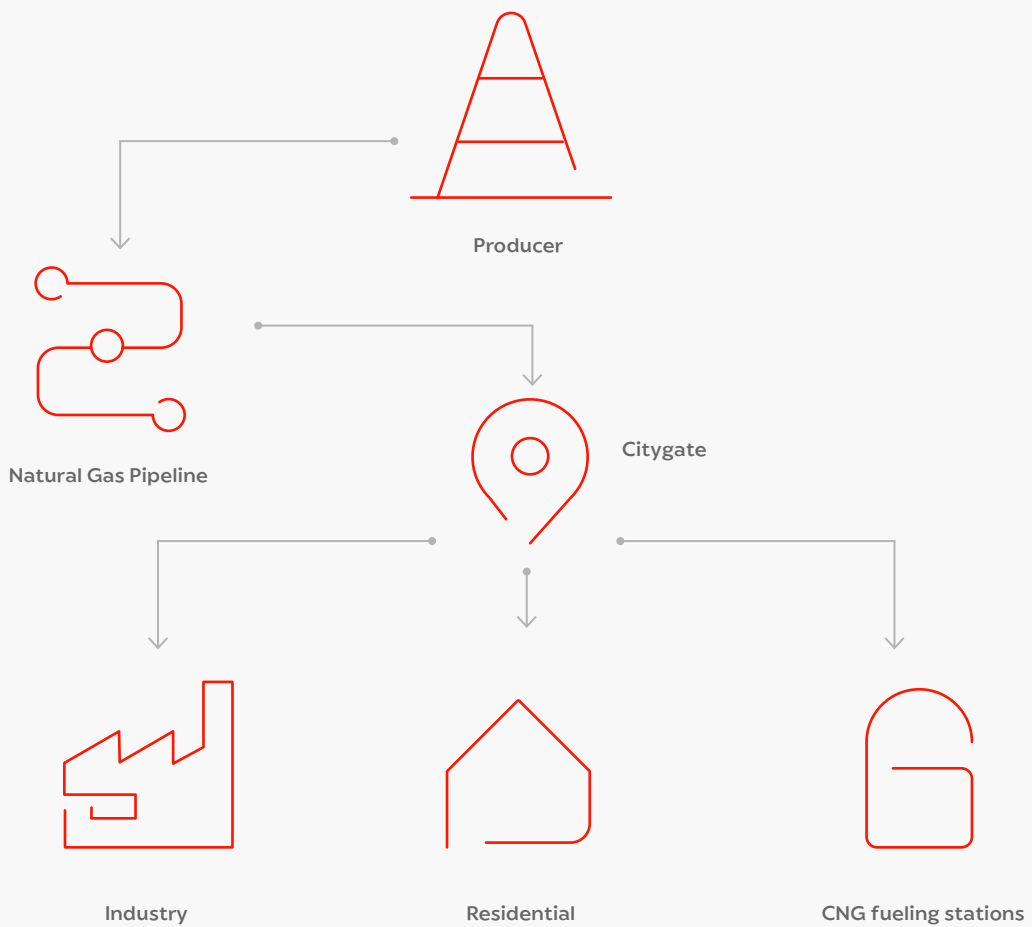 Producer
Natural Gas Pipeline
Citygate
Industry
Residential
CNG fueling stations